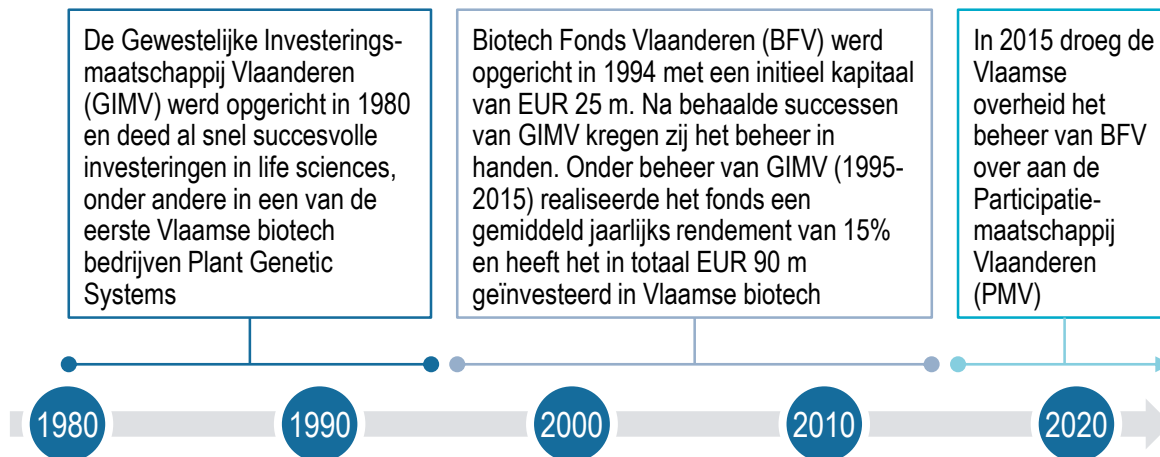 De Gewestelijke Investerings-
maatschappij Vlaanderen
(GIMV) werd opgericht in 1980
en deed al snel succesvolle
investeringen in life sciences,
onder andere in een van de
eerste Vlaamse biotech
bedrijven Plant Genetic
Systems
Biotech Fonds Vlaanderen (BFV) werd
opgericht in 1994 met een initieel kapitaal
van EUR 25 m. Na behaalde successen
van GIMV kregen zij het beheer in
handen. Onder beheer van GIMV (1995-
2015) realiseerde het fonds een
gemiddeld jaarlijks rendement van 15%
en heeft het in totaal EUR 90 m
geïnvesteerd in Vlaamse biotech
In 2015 droeg de
Vlaamse
overheid het
beheer van BFV
over aan de
Participatie-
maatschappij
Vlaanderen
(PMV)
1980
1990
2000
2010
2020